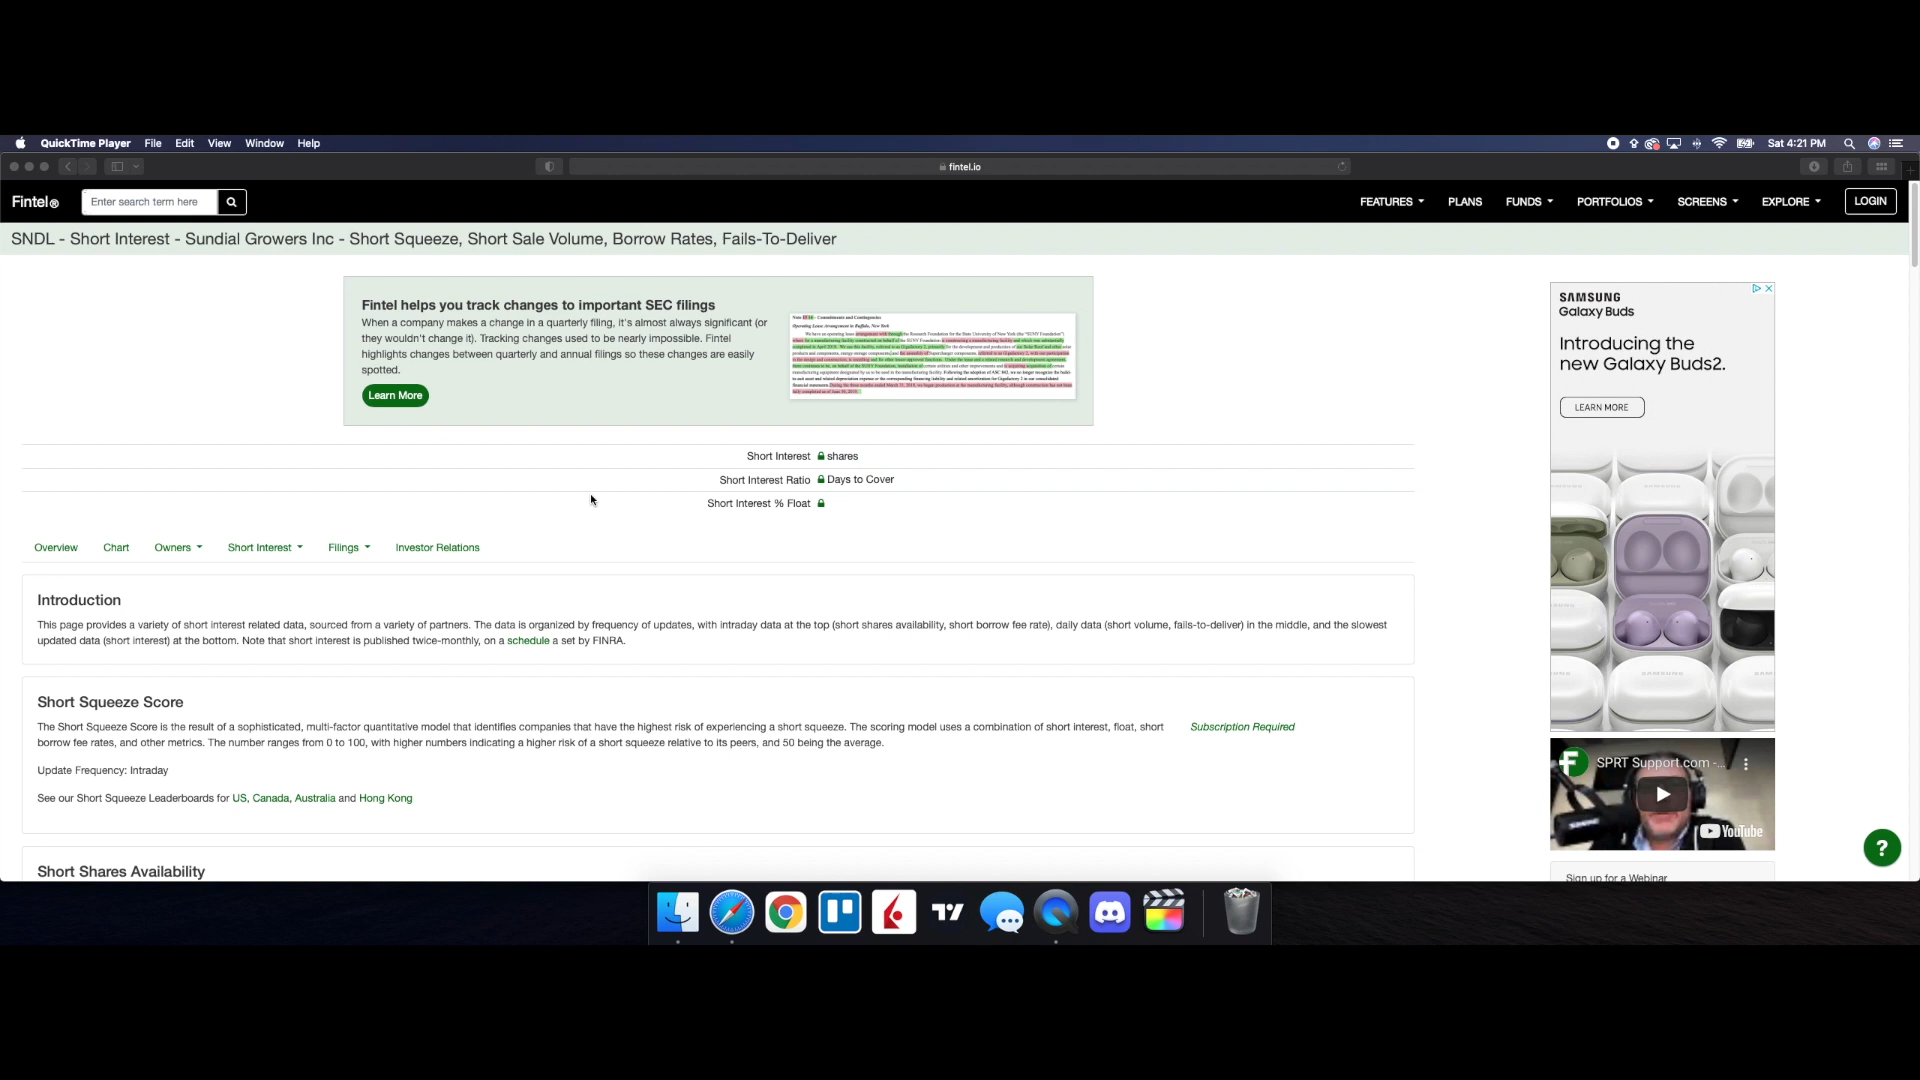 QuickTime Player File Edit View Window Help
Sat 4:21 PM
fintel.io
Fintel® Enter search term here FEATURES PLANS FUNDS PORTFOLIOS SCREENS EXPLORE LOGIN
SNDL - Short Interest - Sundial Growers Inc - Short Squeeze, Short Sale Volume, Borrow Rates, Fails-To-Deliver
Fintel helps you track changes to important SEC filings
When a company makes a change in a quarterly filing, it's almost always significant (or
they wouldn't change it). Tracking changes used to be nearly impossible. Fintel
highlights changes between quarterly and annual filings so these changes are easily
spotted.
Learn More
Short Interest shares
Short Interest Ratio Days to Cover
Short Interest % Float
Overview Chart Owners Short Interest Filings Investor Relations
Introduction
This page provides a variety of short interest related data, sourced from a variety of partners. The data is organized by frequency of updates, with intraday data at the top (short shares availability, short borrow fee rate), daily data (short volume, fails-to-deliver) in the middle, and the slowest
updated data (short interest) at the bottom. Note that short interest is published twice-monthly, on a schedule a set by FINRA.
Short Squeeze Score
The Short Squeeze Score is the result of a sophisticated, multi-factor quantitative model that identifies companies that have the highest risk of experiencing a short squeeze. The scoring model uses a combination of short interest, float, short
borrow fee rates, and other metrics. The number ranges from 0 to 100, with higher numbers indicating a higher risk of a short squeeze relative to its peers, and 50 being the average.
Subscription Required
Update Frequency: Intraday
See our Short Squeeze Leaderboards for US, Canada, Australia and Hong Kong
Short Shares Availability
SAMSUNG
Galaxy Buds
Introducing the
new Galaxy Buds2.
LEARN MORE
SPRT Support.com -...
YouTube
Sign up for a Webinar
?